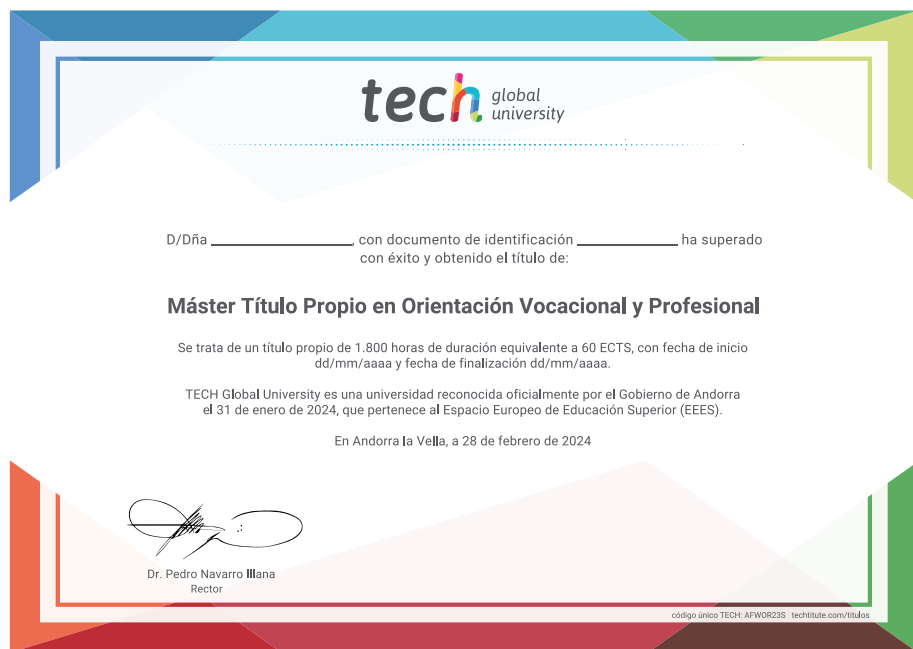 tech global university
D/Dña ____________________, con documento de identificación ______________ ha superado
con éxito y obtenido el título de:
Máster Título Propio en Orientación Vocacional y Profesional
Se trata de un título propio de 1.800 horas de duración equivalente a 60 ECTS, con fecha de inicio
dd/mm/aaaa y fecha de finalización dd/mm/aaaa.
TECH Global University es una universidad reconocida oficialmente por el Gobierno de Andorra
el 31 de enero de 2024, que pertenece al Espacio Europeo de Educación Superior (EEES).
En Andorra la Vella, a 28 de febrero de 2024
Dr. Pedro Navarro Illana
Rector
código único TECH: AFWOR23S techtitute.com/titulos